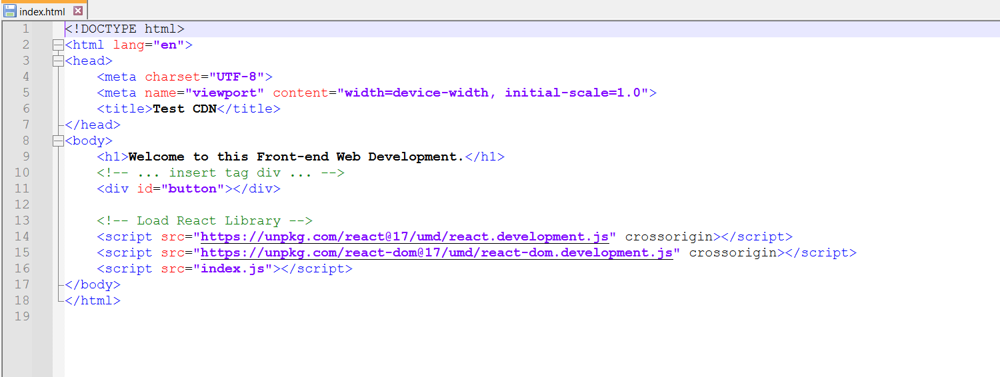 index.html
1 <!DOCTYPE html>
2 <html lang="en">
3 <head>
4     <meta charset="UTF-8">
5     <meta name="viewport" content="width=device-width, initial-scale=1.0">
6     <title>Test CDN</title>
7 </head>
8 <body>
9     <h1>Welcome to this Front-end Web Development.</h1>
10     <!-- ... insert tag div ... -->
11     <div id="button"></div>
12
13     <!-- Load React Library -->
14     <script src="https://unpkg.com/react@17/umd/react.development.js" crossorigin></script>
15     <script src="https://unpkg.com/react-dom@17/umd/react-dom.development.js" crossorigin></script>
16     <script src="index.js"></script>
17 </body>
18 </html>
19